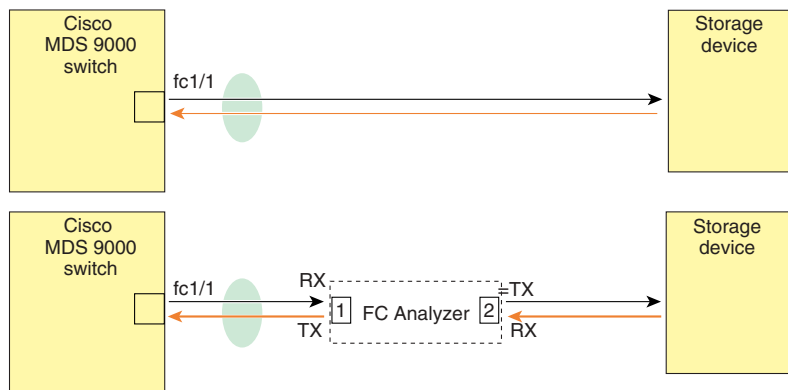 Cisco
MDS 9000
switch
fc1/1
Storage
device
Cisco
MDS 9000
switch
fc1/1
RX
TX
1
FC Analyzer
2
=TX
RX
Storage
device